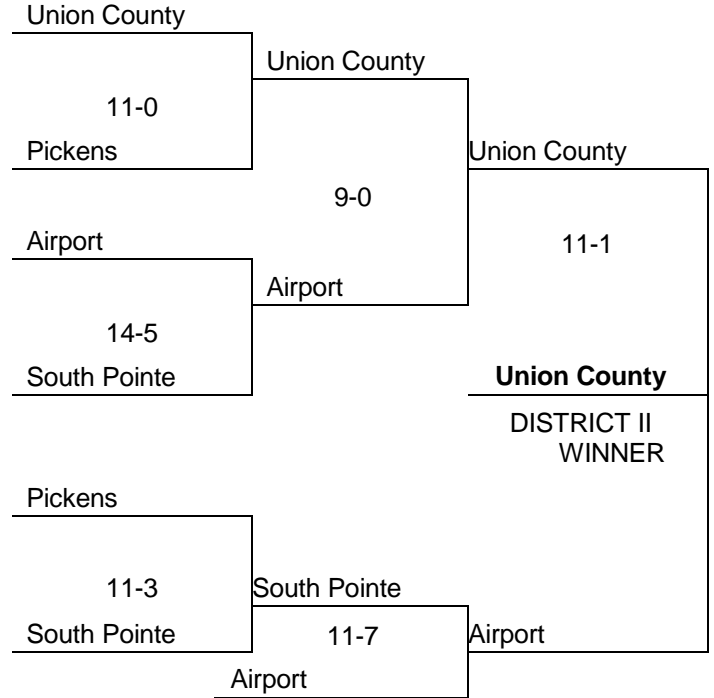 Union County
Union County
11-0
Pickens
Union County
9-0
Airport
11-1
Airport
14-5
South Pointe
Union County
DISTRICT II
WINNER
Pickens
11-3
South Pointe
South Pointe
11-7
Airport
Airport